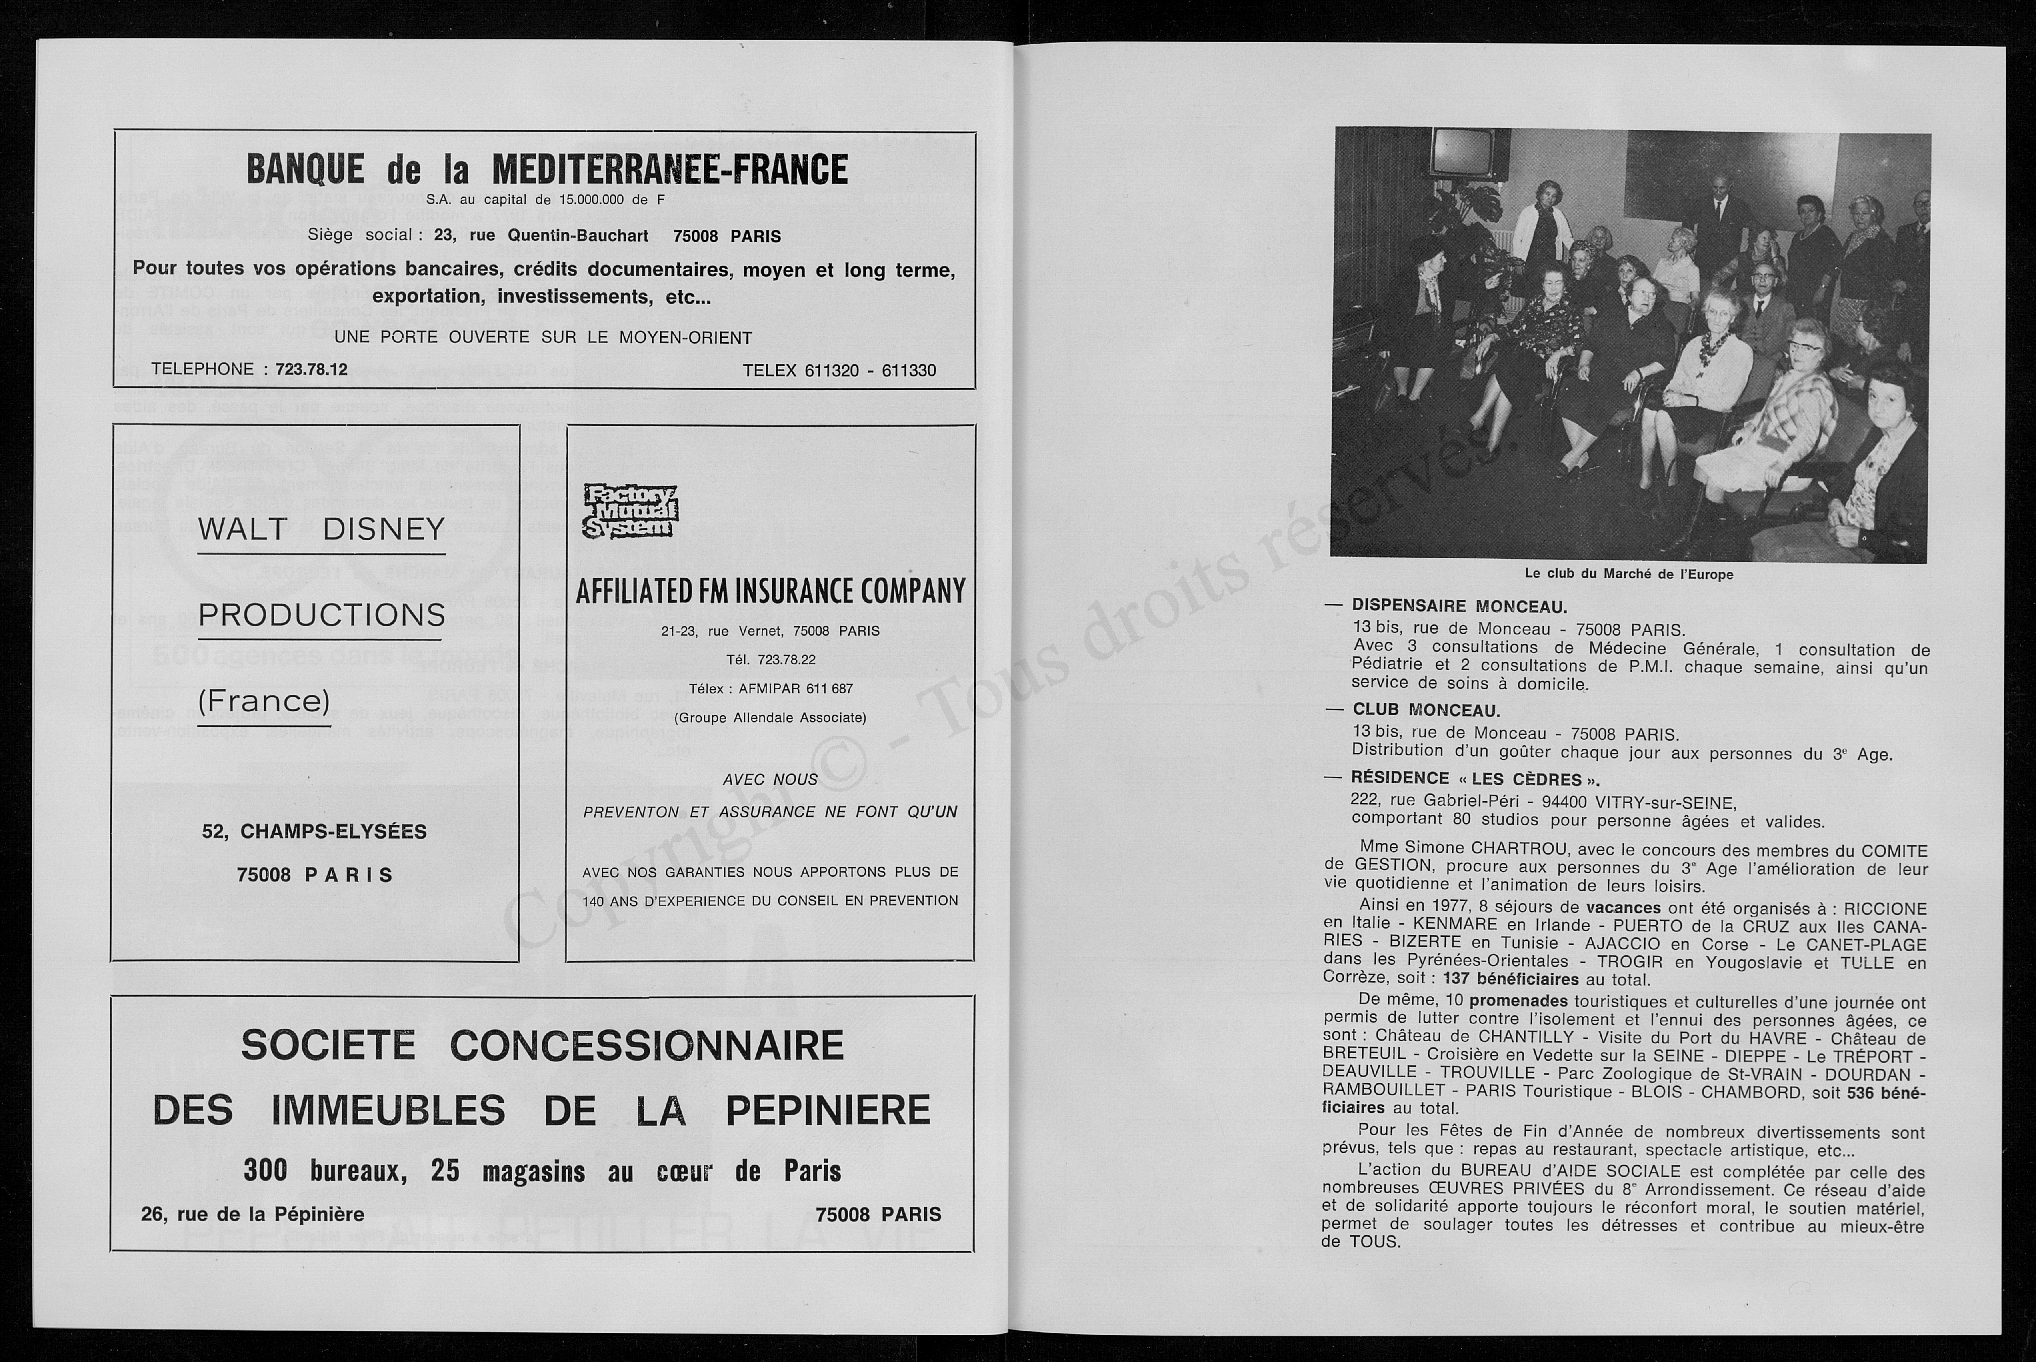 BANQUE de la MEDITERRANEE-FRANCE
S.A. au capital de 15.000.000 de F
Siège social : 23, rue Quentin-Bauchart 75008 PARIS
Pour toutes vos opérations bancaires, crédits documentaires, moyen et long terme,
exportation, investissements, etc...
UNE PORTE OUVERTE SUR LE MOYEN-ORIENT
TELEPHONE : 723.78.12 TELEX 611320 - 611330
WALT DISNEY
PRODUCTIONS
(France)
52, CHAMPS-ELYSÉES
75008 PARIS
Factory
Mutual
System
AFFILIATED FM INSURANCE COMPANY
21-23, rue Vernet, 75008 PARIS
Tél. 723.78.22
Télex : AFMIPAR 611 687
(Groupe Allendale Associate)
AVEC NOUS
PREVENTON ET ASSURANCE NE FONT QU'UN
AVEC NOS GARANTIES NOUS APPORTONS PLUS DE
140 ANS D'EXPERIENCE DU CONSEIL EN PREVENTION
SOCIETE CONCESSIONNAIRE
DES IMMEUBLES DE LA PEPINIERE
300 bureaux, 25 magasins au cœur de Paris
26, rue de la Pépinière 75008 PARIS
Le club du Marché de l'Europe
— DISPENSAIRE MONCEAU.
13 bis, rue de Monceau - 75008 PARIS.
Avec 3 consultations de Médecine Générale, 1 consultation de
Pédiatrie et 2 consultations de P.M.I. chaque semaine, ainsi qu'un
service de soins à domicile.
— CLUB MONCEAU.
13 bis, rue de Monceau - 75008 PARIS.
Distribution d'un goûter chaque jour aux personnes du 3e Age.
— RÉSIDENCE « LES CÈDRES ».
222, rue Gabriel-Péri - 94400 VITRY-sur-SEINE,
comportant 80 studios pour personne âgées et valides.
Mme Simone CHARTROU, avec le concours des membres du COMITE
de GESTION, procure aux personnes du 3e Age l'amélioration de leur
vie quotidienne et l'animation de leurs loisirs.
Ainsi en 1977, 8 séjours de vacances ont été organisés à : RICCIONE
en Italie - KENMARE en Irlande - PUERTO de la CRUZ aux Iles CANA-
RIES - BIZERTE en Tunisie - AJACCIO en Corse - Le CANET-PLAGE
dans les Pyrénées-Orientales - TROGIR en Yougoslavie et TULLE en
Corrèze, soit : 137 bénéficiaires au total.
De même, 10 promenades touristiques et culturelles d'une journée ont
permis de lutter contre l'isolement et l'ennui des personnes âgées, ce
sont : Château de CHANTILLY - Visite du Port du HAVRE - Château de
BRETEUIL - Croisière en Vedette sur la SEINE - DIEPPE - Le TRÉPORT -
DEAUVILLE - TROUVILLE - Parc Zoologique de St-VRAIN - DOURDAN -
RAMBOUILLET - PARIS Touristique - BLOIS - CHAMBORD, soit 536 béné-
ficiaires au total.
Pour les Fêtes de Fin d'Année de nombreux divertissements sont
prévus, tels que : repas au restaurant, spectacle artistique, etc...
L'action du BUREAU d'AIDE SOCIALE est complétée par celle des
nombreuses ŒUVRES PRIVÉES du 8e Arrondissement. Ce réseau d'aide
et de solidarité apporte toujours le réconfort moral, le soutien matériel,
permet de soulager toutes les détresses et contribue au mieux-être
de TOUS.
Copyright © - Tous droits réservés.